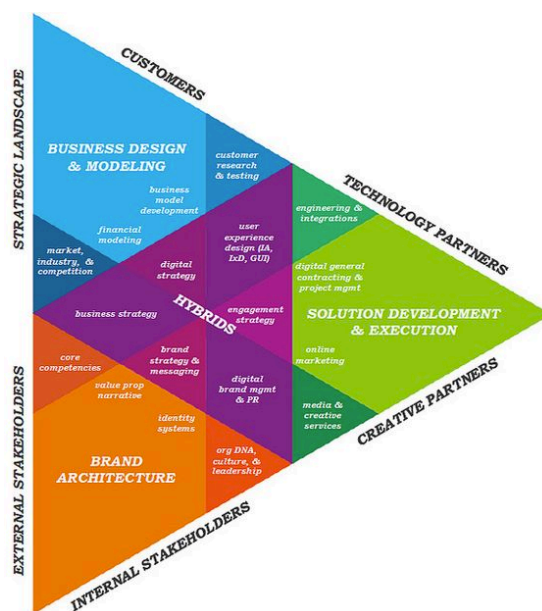 CUSTOMERS
STRATEGIC LANDSCAPE
BUSINESS DESIGN
& MODELING
customer
research
& testing
TECHNOLOGY PARTNERS
business
model
development
engineering &
integrations
financial
modeling
user
experience
design (IA,
IxD, GUI)
market,
industry, &
competition
digital
strategy
digital general
contracting &
project mgmt
HYBRIDS
business strategy
engagement
strategy
SOLUTION DEVELOPMENT
& EXECUTION
core
competencies
brand
strategy &
messaging
online
marketing
value prop
narrative
digital
brand mgmt
& PR
identity
systems
media &
creative
services
CREATIVE PARTNERS
EXTERNAL STAKEHOLDERS
BRAND
ARCHITECTURE
org DNA,
culture, &
leadership
INTERNAL STAKEHOLDERS